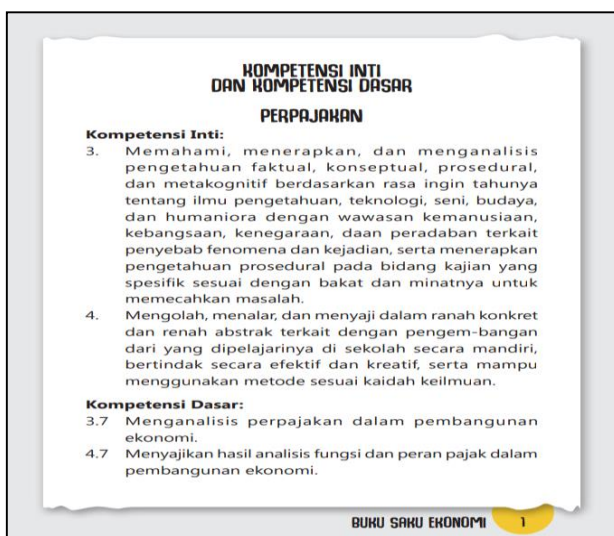 KOMPETENSI INTI
DAN KOMPETENSI DASAR
PERPAJAKAN
Kompetensi Inti:
3. Memahami, menerapkan, dan menganalisis
pengetahuan faktual, konseptual, prosedural,
dan metakognitif berdasarkan rasa ingin tahunya
tentang ilmu pengetahuan, teknologi, seni, budaya,
dan humaniora dengan wawasan kemanusiaan,
kebangsaan, kenegaraan, daan peradaban terkait
penyebab fenomena dan kejadian, serta menerapkan
pengetahuan prosedural pada bidang kajian yang
spesifik sesuai dengan bakat dan minatnya untuk
memecahkan masalah.
4. Mengolah, menalar, dan menyaji dalam ranah konkret
dan renah abstrak terkait dengan pengem-bangan
dari yang dipelajarinya di sekolah secara mandiri,
bertindak secara efektif dan kreatif, serta mampu
menggunakan metode sesuai kaidah keilmuan.
Kompetensi Dasar:
3.7 Menganalisis perpajakan dalam pembangunan
ekonomi.
4.7 Menyajikan hasil analisis fungsi dan peran pajak dalam
pembangunan ekonomi.
BUKU SAKU EKONOMI 1